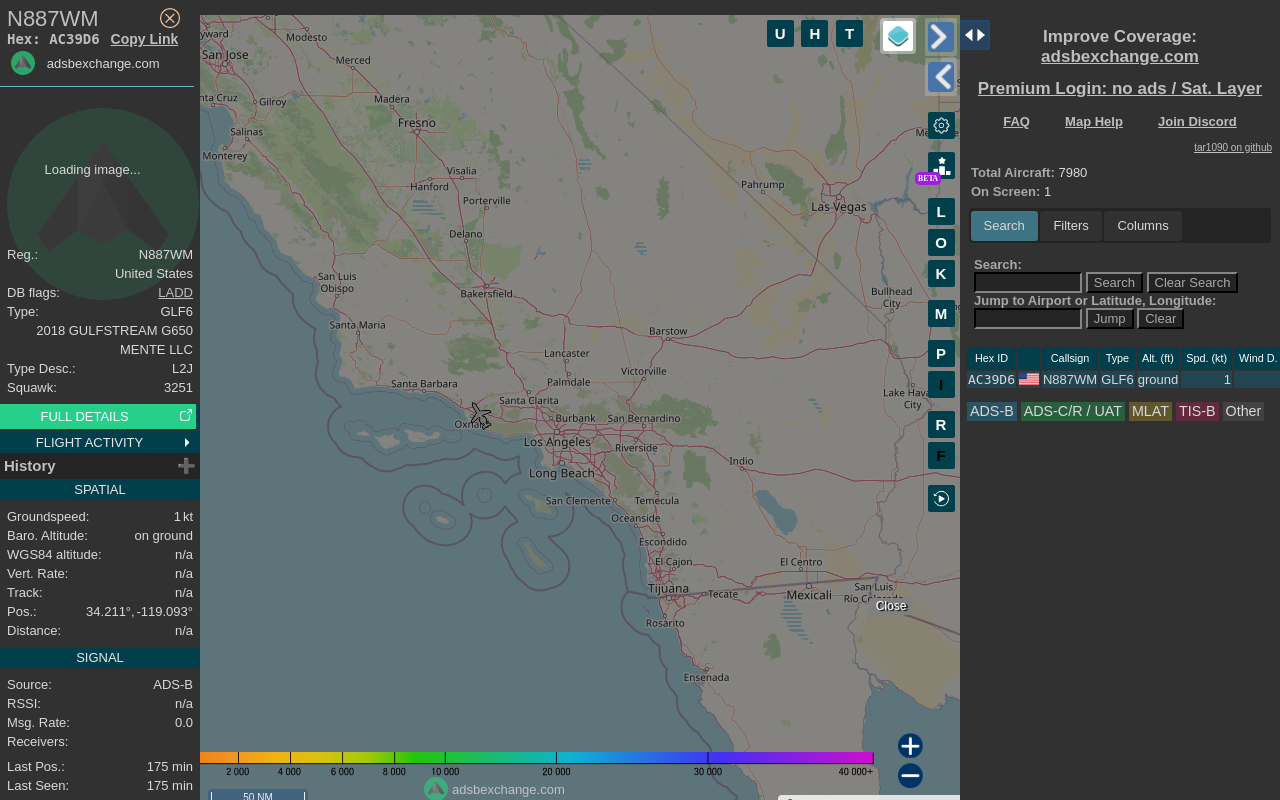 N887WM
Hex: AC39D6 Copy Link
adsbexchange.com
Loading image...
Reg.: N887WM
United States
DB flags: LADD
Type: GLF6
2018 GULFSTREAM G650
MENTE LLC
Type Desc.: L2J
Squawk: 3251
FULL DETAILS
FLIGHT ACTIVITY
History
SPATIAL
Groundspeed: 1 kt
Baro. Altitude: on ground
WGS84 altitude: n/a
Vert. Rate: n/a
Track: n/a
Pos.: 34.211°, -119.093°
Distance: n/a
SIGNAL
Source: ADS-B
RSSI: n/a
Msg. Rate: 0.0
Receivers:
Last Pos.: 175 min
Last Seen: 175 min
Modesto
San Jose
Merced
Gilroy
Madera
Salinas
Fresno
Monterey
Visalia
Hanford
Porterville
Pahrump
Las Vegas
Delano
San Luis
Obispo
Bakersfield
Bullhead
City
Santa Maria
Barstow
Lancaster
Palmdale
Victorville
Santa Barbara
Santa Clarita
Lake Hava
City
Burbank
San Bernardino
Los Angeles
Riverside
Indio
Long Beach
San Clemente
Temecula
Oceanside
Escondido
El Cajon
El Centro
Tijuana
Tecate
Mexicali
San Luis
Río Colorado
Close
Rosarito
Ensenada
U H T
BETA
L
O
K
M
P
I
R
F
2 000 4 000 6 000 8 000 10 000 20 000 30 000 40 000+
adsbexchange.com
50 NM
Improve Coverage:
adsbexchange.com
Premium Login: no ads / Sat. Layer
FAQ Map Help Join Discord
tar1090 on github
Total Aircraft: 7980
On Screen: 1
Search Filters Columns
Search:
Search Clear Search
Jump to Airport or Latitude, Longitude:
Jump Clear
Hex ID Callsign Type Alt. (ft) Spd. (kt) Wind D.
AC39D6 N887WM GLF6 ground 1
ADS-B ADS-C/R / UAT MLAT TIS-B Other